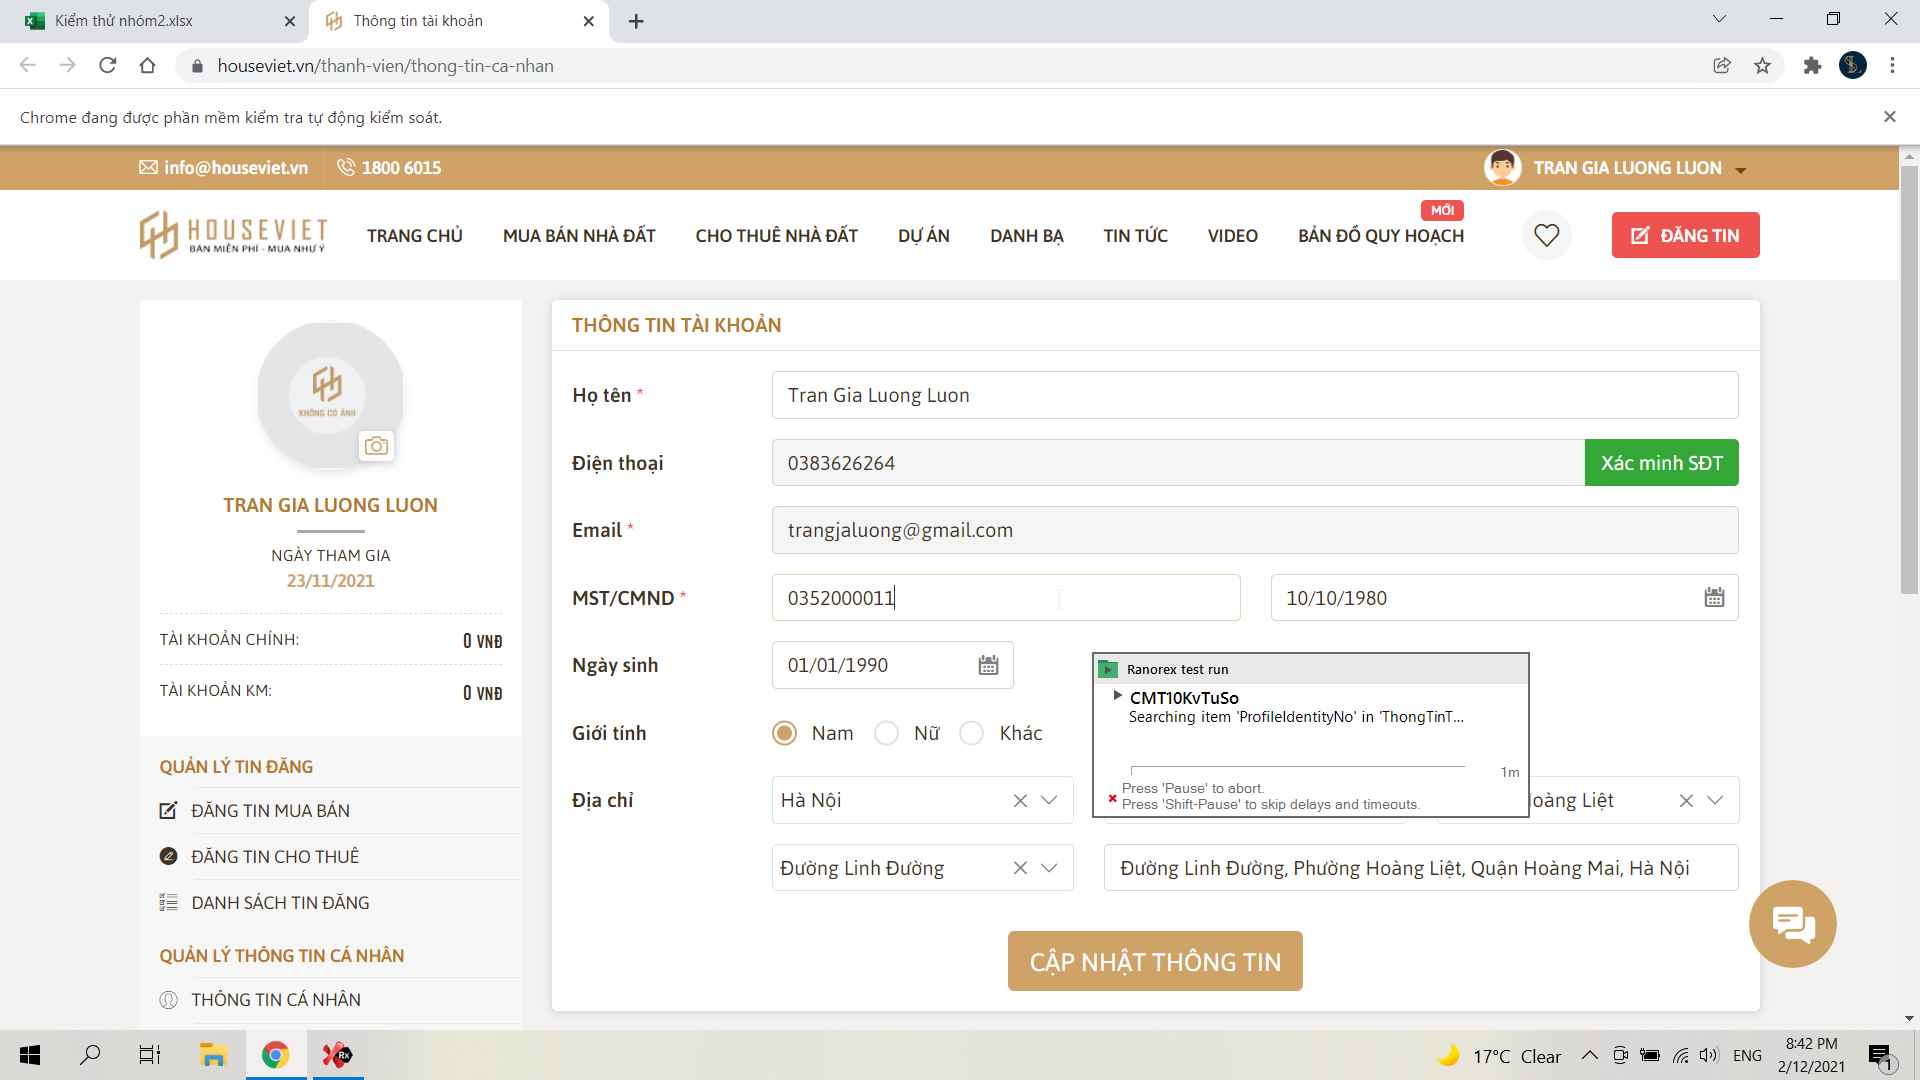 Kiểm thử nhóm2.xlsx
Thông tin tài khoản
houseviet.vn/thanh-vien/thong-tin-ca-nhan
Chrome đang được phần mềm kiểm tra tự động kiểm soát.
info@houseviet.vn
1800 6015
TRAN GIA LUONG LUON
HOUSEVIET
BÁN MIỄN PHÍ - MUA NHƯ Ý
TRANG CHỦ
MUA BÁN NHÀ ĐẤT
CHO THUÊ NHÀ ĐẤT
DỰ ÁN
DANH BẠ
TIN TỨC
VIDEO
MỚI
BẢN ĐỒ QUY HOẠCH
ĐĂNG TIN
KHÔNG CÓ ẢNH
TRAN GIA LUONG LUON
NGÀY THAM GIA
23/11/2021
TÀI KHOẢN CHÍNH: 0 VNĐ
TÀI KHOẢN KM: 0 VNĐ
QUẢN LÝ TIN ĐĂNG
ĐĂNG TIN MUA BÁN
ĐĂNG TIN CHO THUÊ
DANH SÁCH TIN ĐĂNG
QUẢN LÝ THÔNG TIN CÁ NHÂN
THÔNG TIN CÁ NHÂN
THÔNG TIN TÀI KHOẢN
Họ tên * Tran Gia Luong Luon
Điện thoại 0383626264 Xác minh SĐT
Email * trangjaluong@gmail.com
MST/CMND * 0352000011 10/10/1980
Ngày sinh 01/01/1990
Giới tính Nam Nữ Khác
Địa chỉ Hà Nội oàng Liệt
Đường Linh Đường Đường Linh Đường, Phường Hoàng Liệt, Quận Hoàng Mai, Hà Nội
CẬP NHẬT THÔNG TIN
Ranorex test run
CMT10KvTuSo
Searching item 'ProfileIdentityNo' in 'ThongTinT...
1m
Press 'Pause' to abort.
Press 'Shift-Pause' to skip delays and timeouts.
Rx
17°C Clear
ENG
8:42 PM
2/12/2021
1